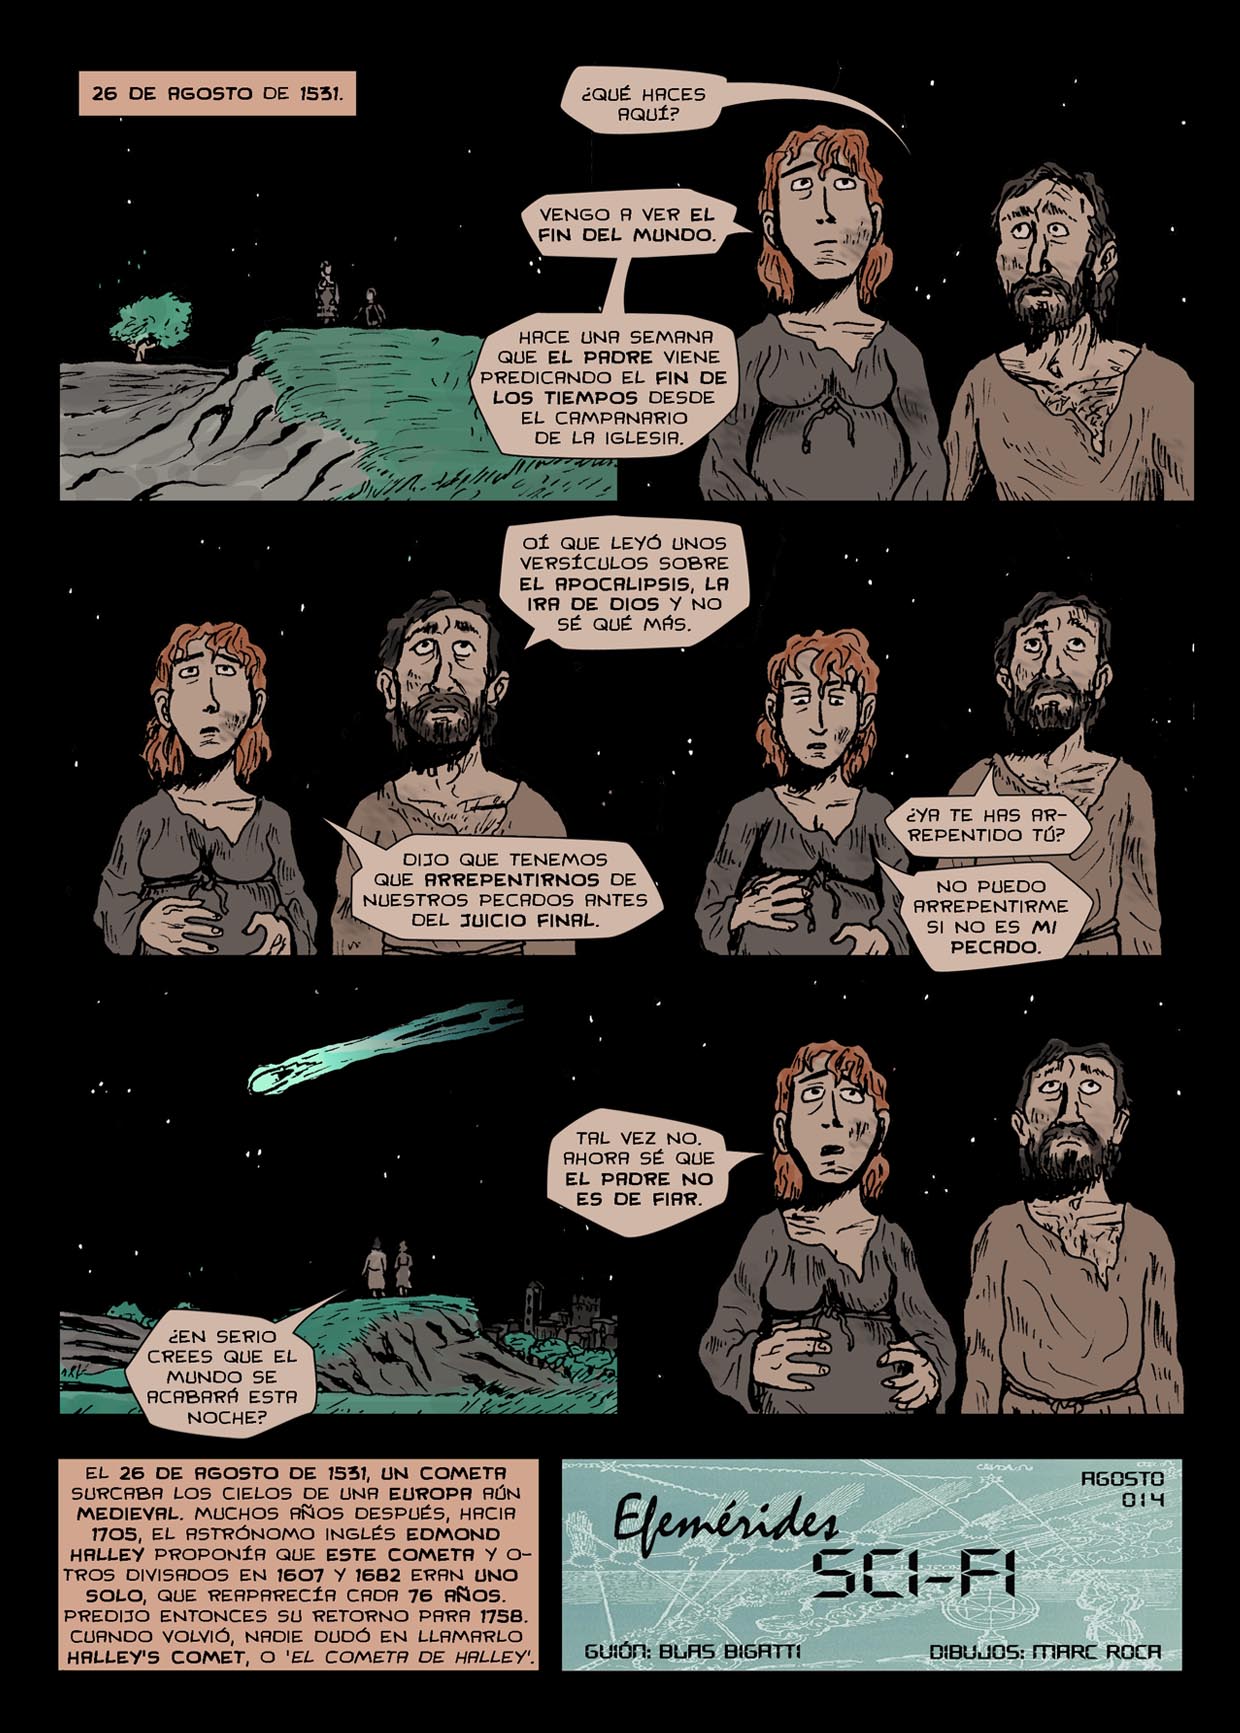 26 DE AGOSTO DE 1531.
¿QUÉ HACES
AQUÍ?
VENGO A VER EL
FIN DEL MUNDO.
HACE UNA SEMANA
QUE EL PADRE VIENE
PREDICANDO EL FIN DE
LOS TIEMPOS DESDE
EL CAMPANARIO
DE LA IGLESIA.
OÍ QUE LEYÓ UNOS
VERSÍCULOS SOBRE
EL APOCALIPSIS, LA
IRA DE DIOS Y NO
SÉ QUÉ MÁS.
DIJO QUE TENEMOS
QUE ARREPENTIRNOS DE
NUESTROS PECADOS ANTES
DEL JUICIO FINAL.
¿YA TE HAS AR-
REPENTIDO TÚ?
NO PUEDO
ARREPENTIRME
SI NO ES MI
PECADO.
¿EN SERIO
CREES QUE EL
MUNDO SE
ACABARÁ ESTA
NOCHE?
TAL VEZ NO.
AHORA SÉ QUE
EL PADRE NO
ES DE FIAR.
EL 26 DE AGOSTO DE 1531, UN COMETA
SURCABA LOS CIELOS DE UNA EUROPA AÚN
MEDIEVAL. MUCHOS AÑOS DESPUÉS, HACIA
1705, EL ASTRÓNOMO INGLÉS EDMOND
HALLEY PROPONÍA QUE ESTE COMETA Y O-
TROS DIVISADOS EN 1607 Y 1682 ERAN UNO
SOLO, QUE REAPARECÍA CADA 76 AÑOS.
PREDIJO ENTONCES SU RETORNO PARA 1758.
CUANDO VOLVIÓ, NADIE DUDÓ EN LLAMARLO
HALLEY'S COMET, O 'EL COMETA DE HALLEY'.
AGOSTO
014
Efemérides
SCI-FI
GUIÓN: BLAS BIGATTI
DIBUJOS: MARC ROCA